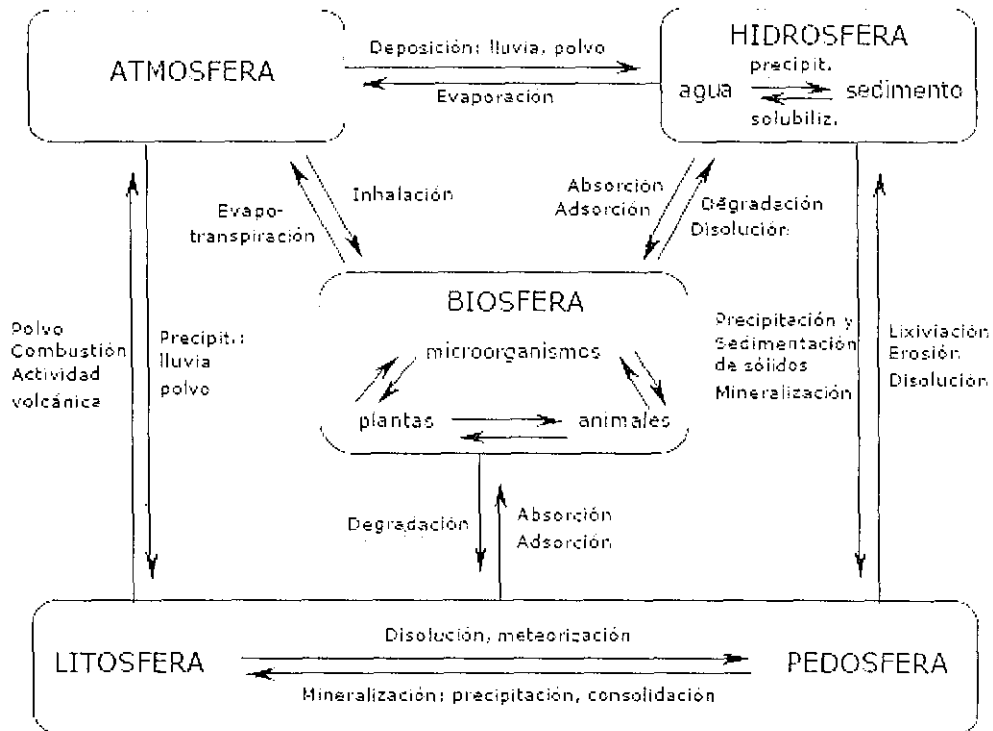 ATMOSFERA
Deposición: lluvia, polvo
Evaporación
HIDROSFERA
precipit.
agua
sedimento
solubiliz.
Inhalación
Evapo-
transpiración
Absorción
Adsorción
Degradación
Disolución
BIOSFERA
microorganismos
plantas
animales
Polvo
Combustión
Actividad
volcánica
Precipit.:
lluvia
polvo
Precipitación y
Sedimentación
de sólidos
Mineralización
Lixiviación
Erosión
Disolución
Degradación
Absorción
Adsorción
LITOSFERA
Disolución, meteorización
Mineralización: precipitación, consolidación
PEDOSFERA